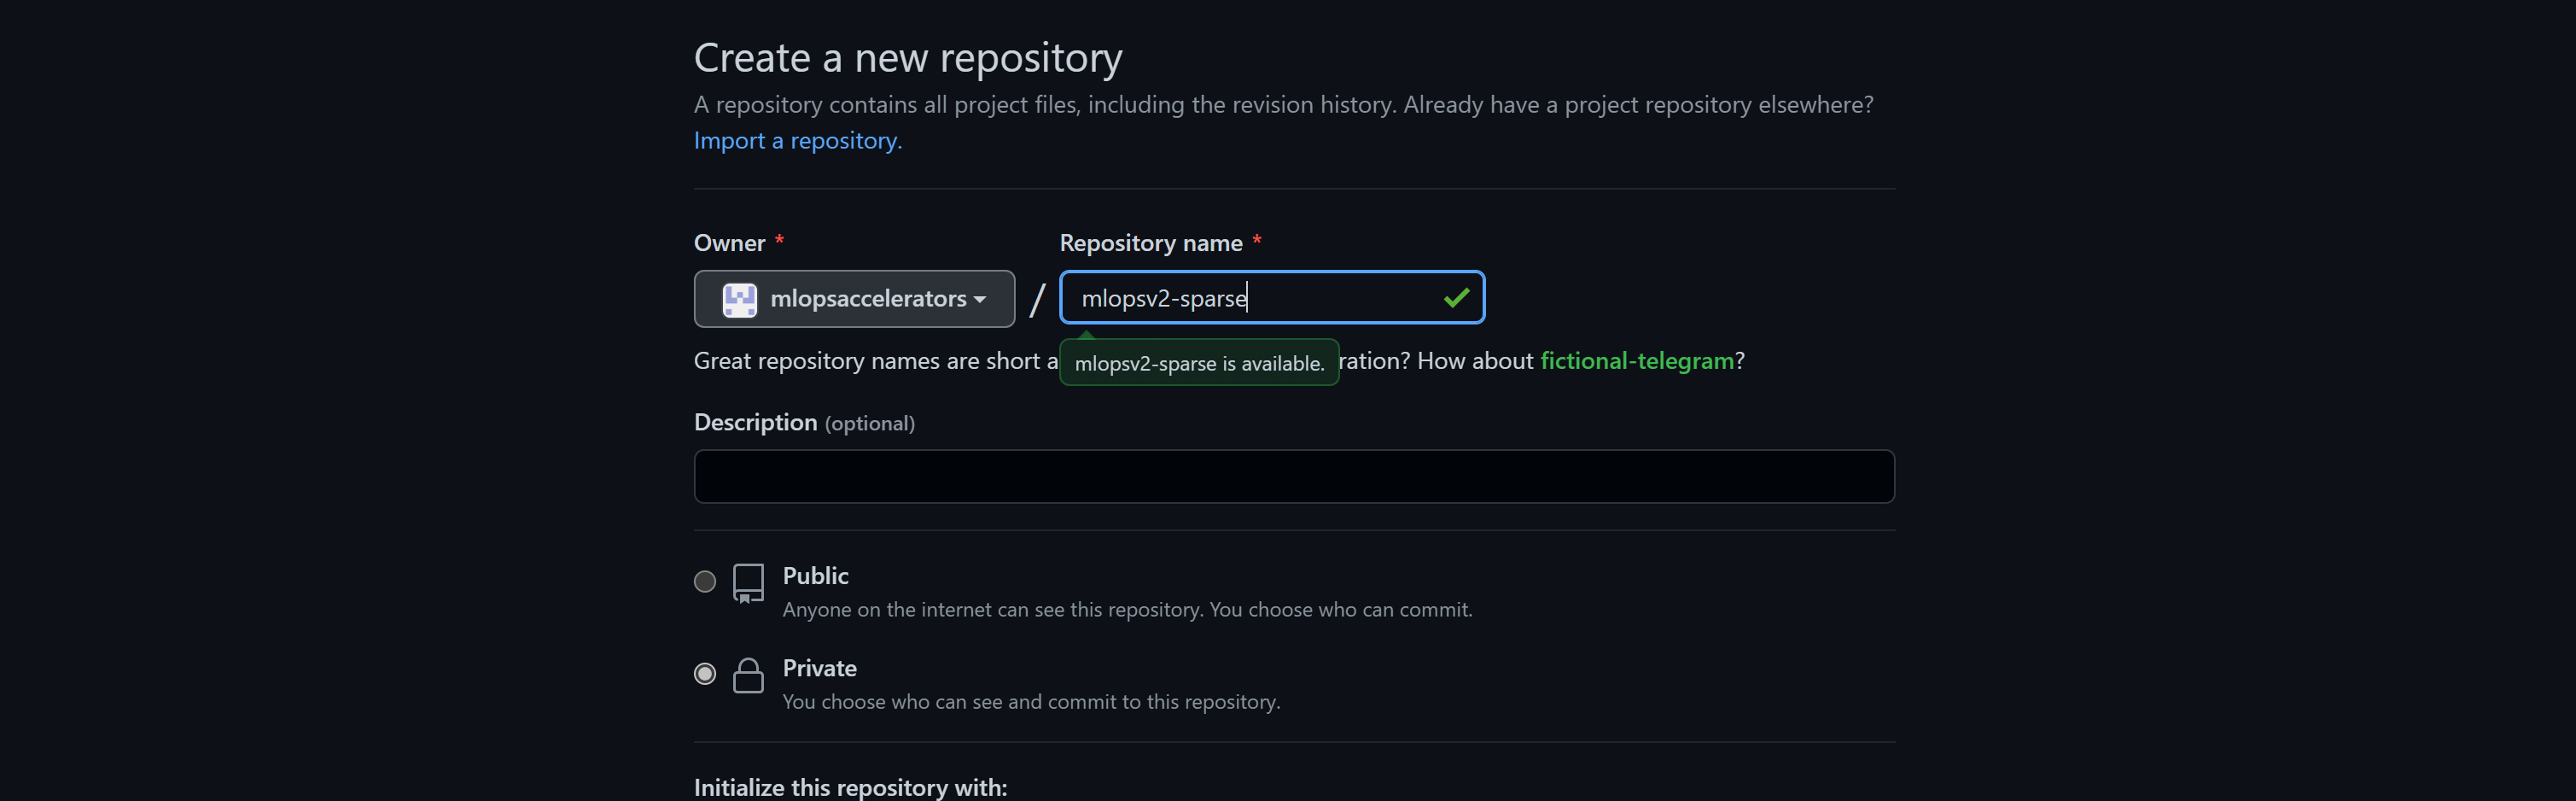 Create a new repository
A repository contains all project files, including the revision history. Already have a project repository elsewhere?
Import a repository.
Owner *
Repository name *
mlopsaccelerators / mlopsv2-sparse
Great repository names are short a
mlopsv2-sparse is available.
ration? How about fictional-telegram?
Description (optional)
Public
Anyone on the internet can see this repository. You choose who can commit.
Private
You choose who can see and commit to this repository.
Initialize this repository with: